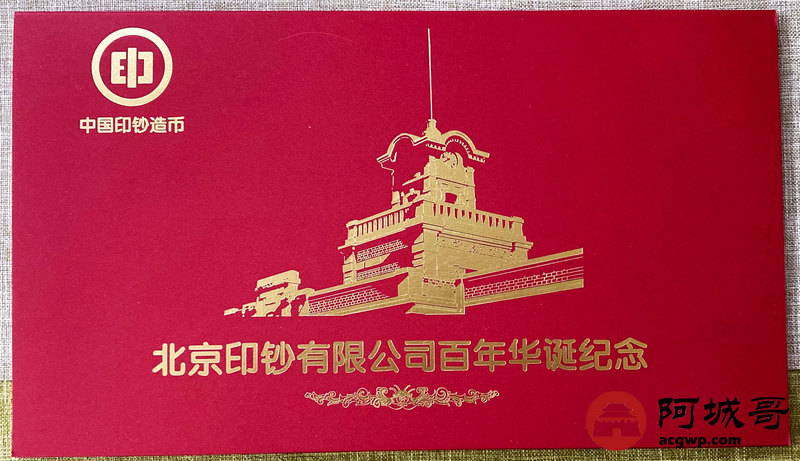 印
中国印钞造币
北京印钞有限公司百年华诞纪念
阿城哥
acgwp.com